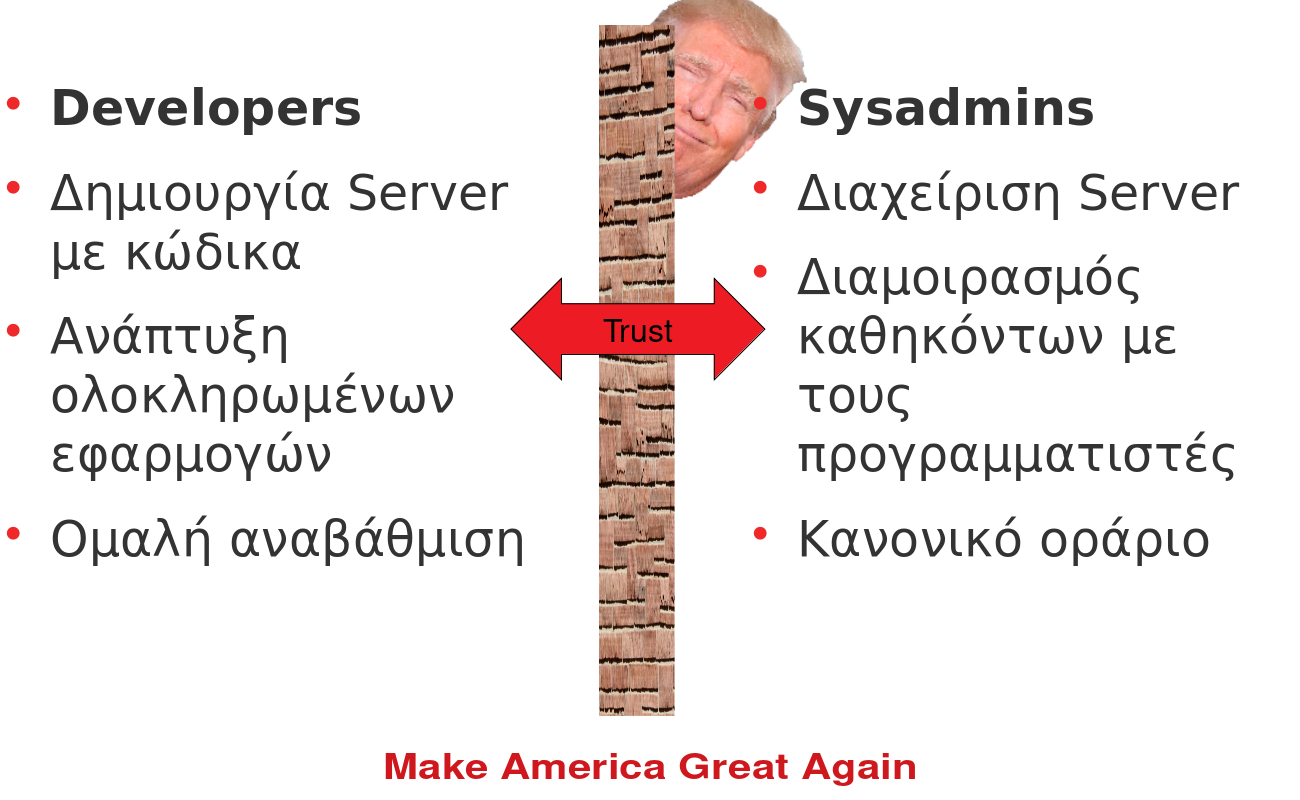 Developers
Δημιουργία Server
με κώδικα
Ανάπτυξη
ολοκληρωμένων
εφαρμογών
Ομαλή αναβάθμιση
Trust
Sysadmins
Διαχείριση Server
Διαμοιρασμός
καθηκόντων με
τους
προγραμματιστές
Κανονικό οράριο
Make America Great Again